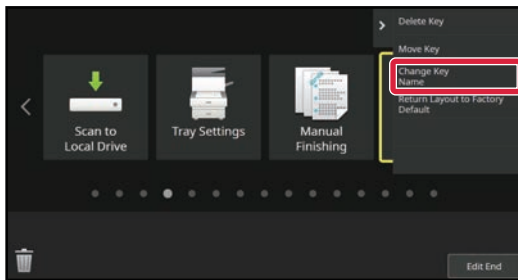 Delete Key
Move Key
Change Key
Name
Return Layout to Factory
Default
Scan to
Local Drive
Tray Settings
Manual
Finishing
Edit End